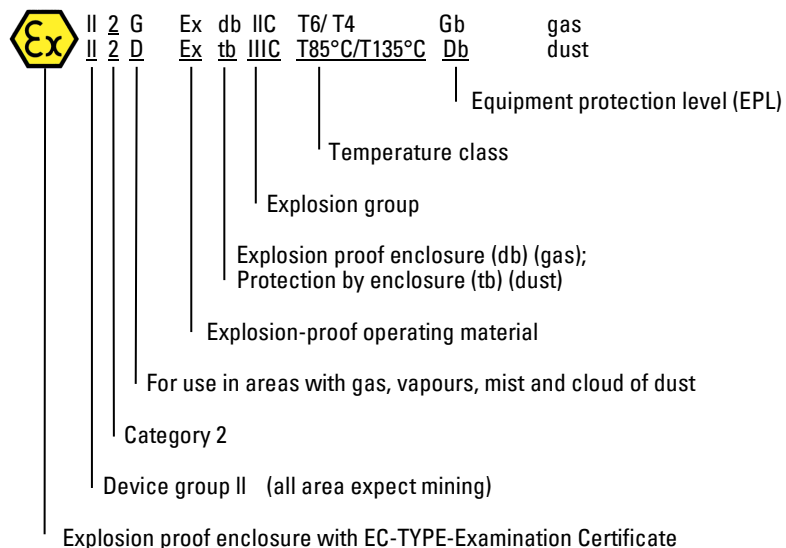 Ex II 2 G Ex db IIC T6/ T4 Gb gas
II 2 D Ex tb IIIC T85°C/T135°C Db dust
Equipment protection level (EPL)
Temperature class
Explosion group
Explosion proof enclosure (db) (gas);
Protection by enclosure (tb) (dust)
Explosion-proof operating material
For use in areas with gas, vapours, mist and cloud of dust
Category 2
Device group II (all area expect mining)
Explosion proof enclosure with EC-TYPE-Examination Certificate